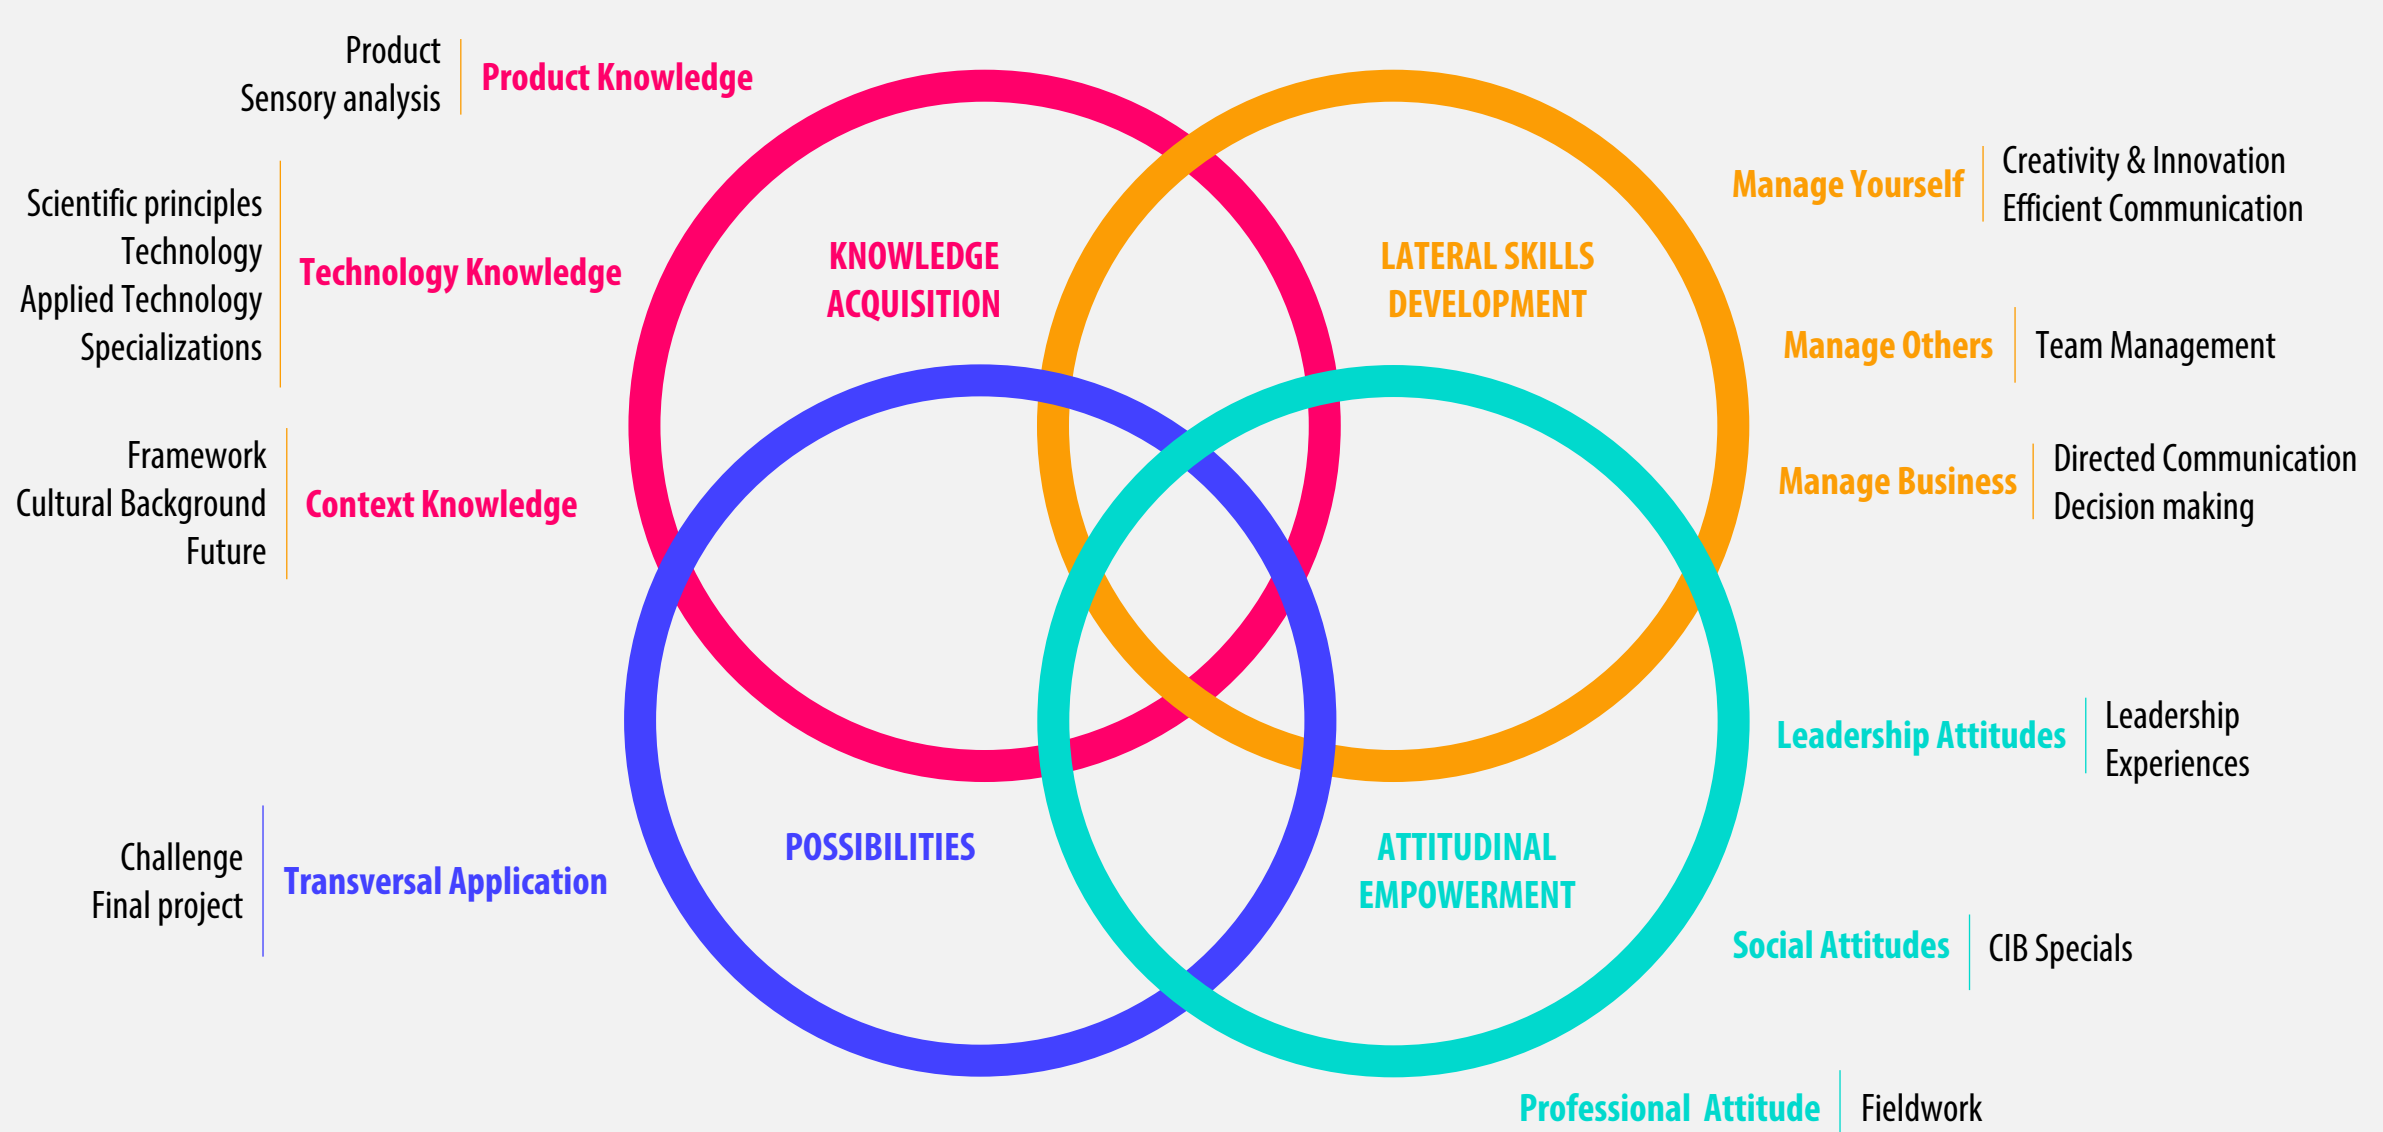 Product
Sensory analysis
Product Knowledge
Scientific principles
Technology
Applied Technology
Specializations
Technology Knowledge
Framework
Cultural Background
Future
Context Knowledge
Challenge
Final project
Transversal Application
KNOWLEDGE
ACQUISITION
LATERAL SKILLS
DEVELOPMENT
POSSIBILITIES
ATTITUDINAL
EMPOWERMENT
Manage Yourself
Creativity & Innovation
Efficient Communication
Manage Others
Team Management
Manage Business
Directed Communication
Decision making
Leadership Attitudes
Leadership
Experiences
Social Attitudes
CIB Specials
Professional Attitude
Fieldwork